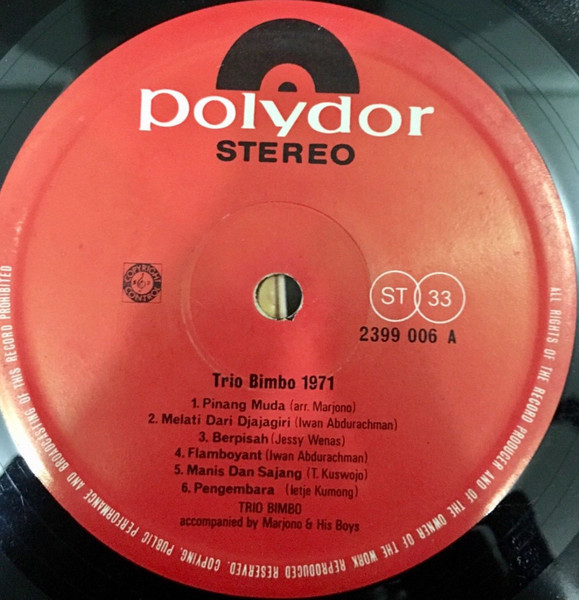 polydor
STEREO
COPYRIGHT
CONTROL
ST 33
2399 006 A
Trio Bimbo 1971
1. Pinang Muda (arr. Marjono)
2. Melati Dari Djajagiri (Iwan Abdurachman)
3. Berpisah (Jessy Wenas)
4. Flamboyant (Iwan Abdurachman)
5. Manis Dan Sajang (T. Kuswojo)
6. Pengembara (Ietje Kumong)
TRIO BIMBO
accompanied by Marjono & His Boys
ALL RIGHTS OF THE RECORD PRODUCER AND OF THE OWNER OF THE WORK REPRODUCED RESERVED. COPYING, PUBLIC PERFORMANCE AND BROADCASTING OF THIS RECORD PROHIBITED